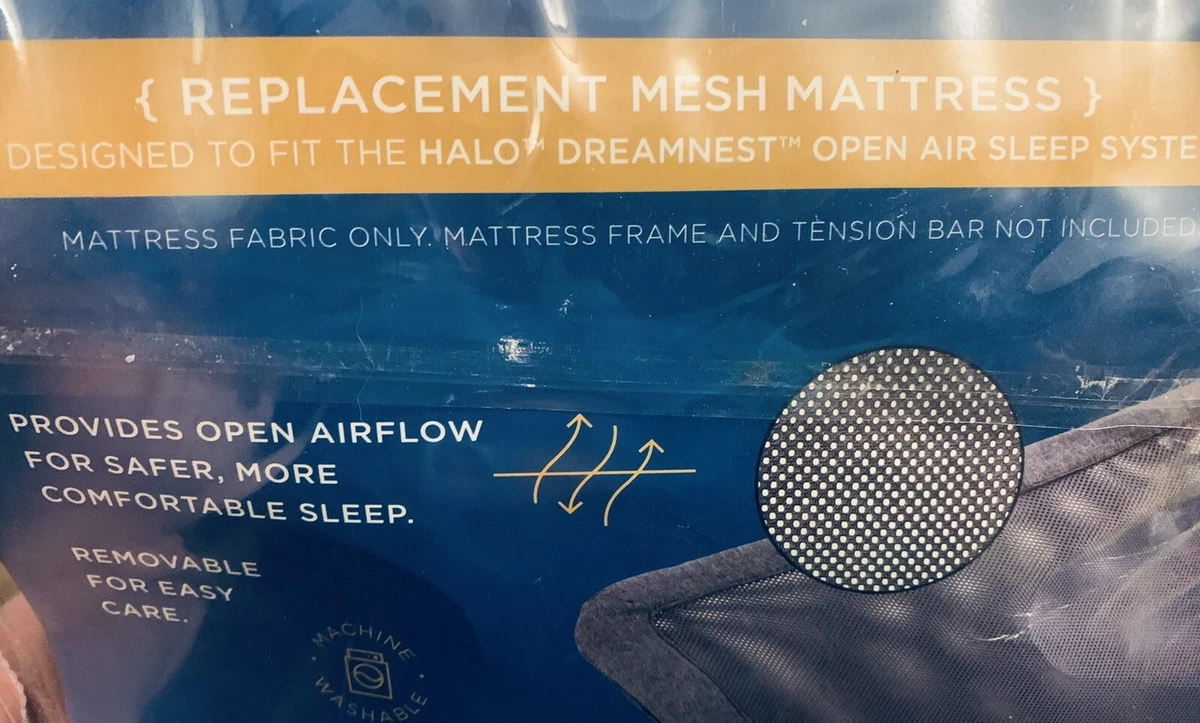 { REPLACEMENT MESH MATTRESS }
DESIGNED TO FIT THE HALO™ DREAMNEST™ OPEN AIR SLEEP SYSTE
MATTRESS FABRIC ONLY. MATTRESS FRAME AND TENSION BAR NOT INCLUDED.
PROVIDES OPEN AIRFLOW
FOR SAFER, MORE
COMFORTABLE SLEEP.
REMOVABLE
FOR EASY
CARE.
• MACHINE •
WASHABLE